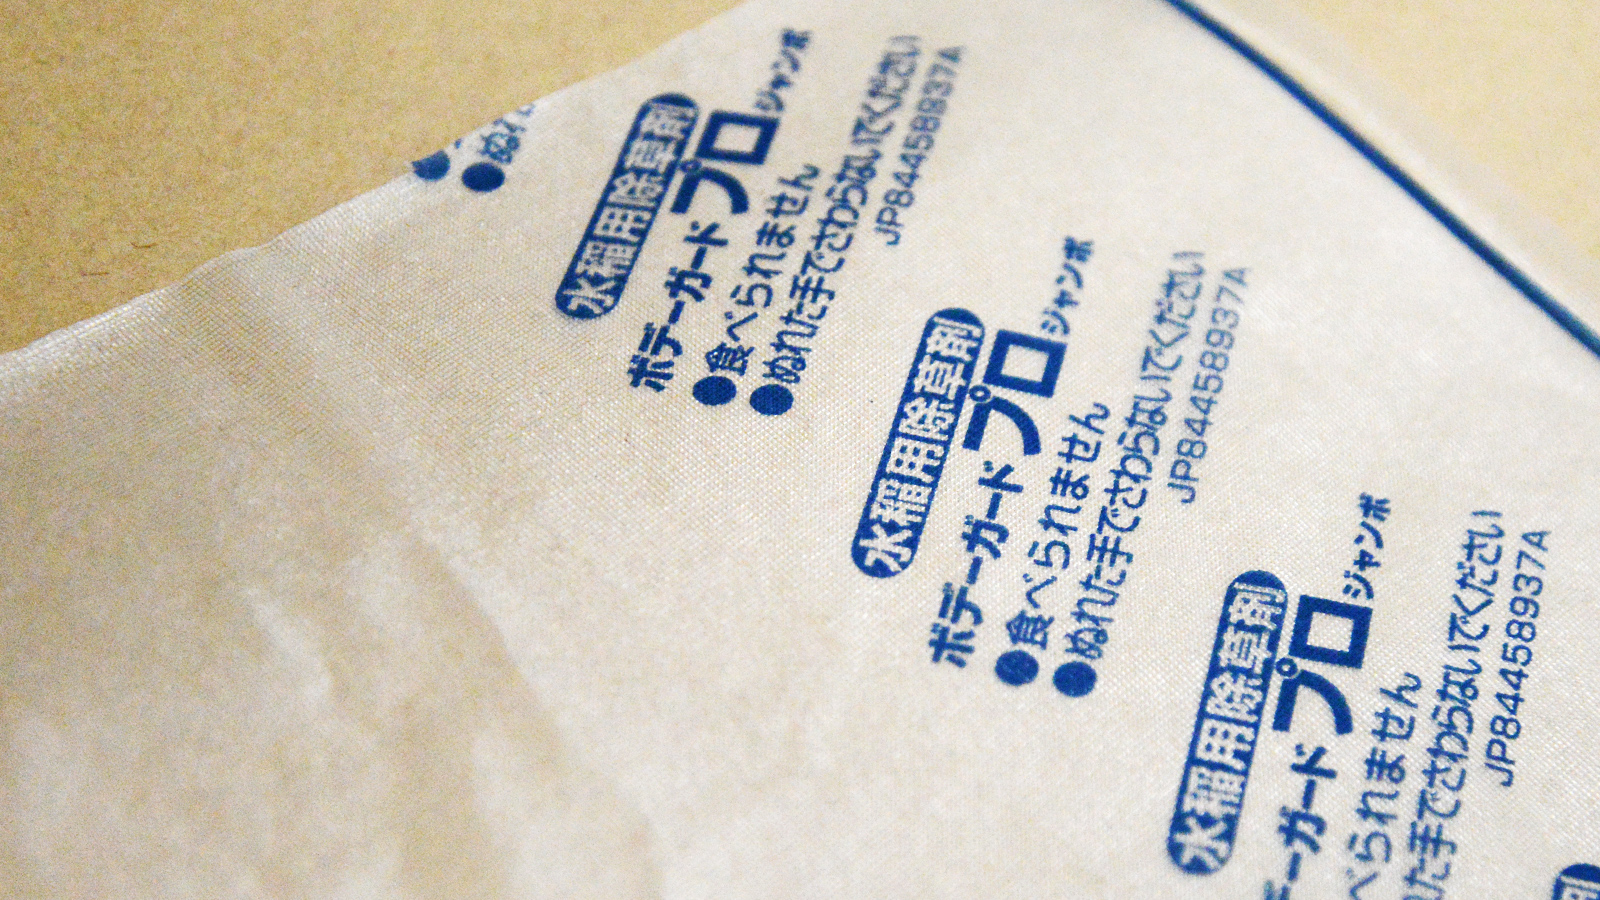 ぬれ
水稲用除草剤
ボデーガードプロジャンボ
●食べられません
●ぬれた手でさわらないでください
JP84458937A
水稲用除草剤
ボデーガードプロジャンボ
●食べられません
●ぬれた手でさわらないでください
JP84458937A
水稲用除草剤
デーガードプロジャンボ
べられません
れた手でさわらないでください
JP84458937A
剤